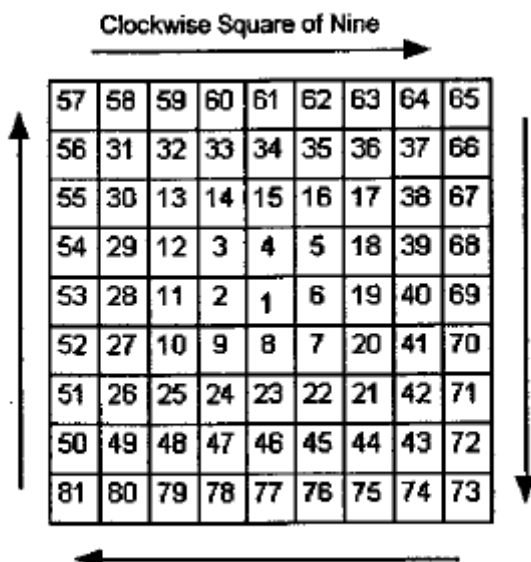 Clockwise Square of Nine
57 58 59 60 61 62 63 64 65
56 31 32 33 34 35 36 37 66
55 30 13 14 15 16 17 38 67
54 29 12 3 4 5 18 39 68
53 28 11 2 1 6 19 40 69
52 27 10 9 8 7 20 41 70
51 26 25 24 23 22 21 42 71
50 49 48 47 46 45 44 43 72
81 80 79 78 77 76 75 74 73